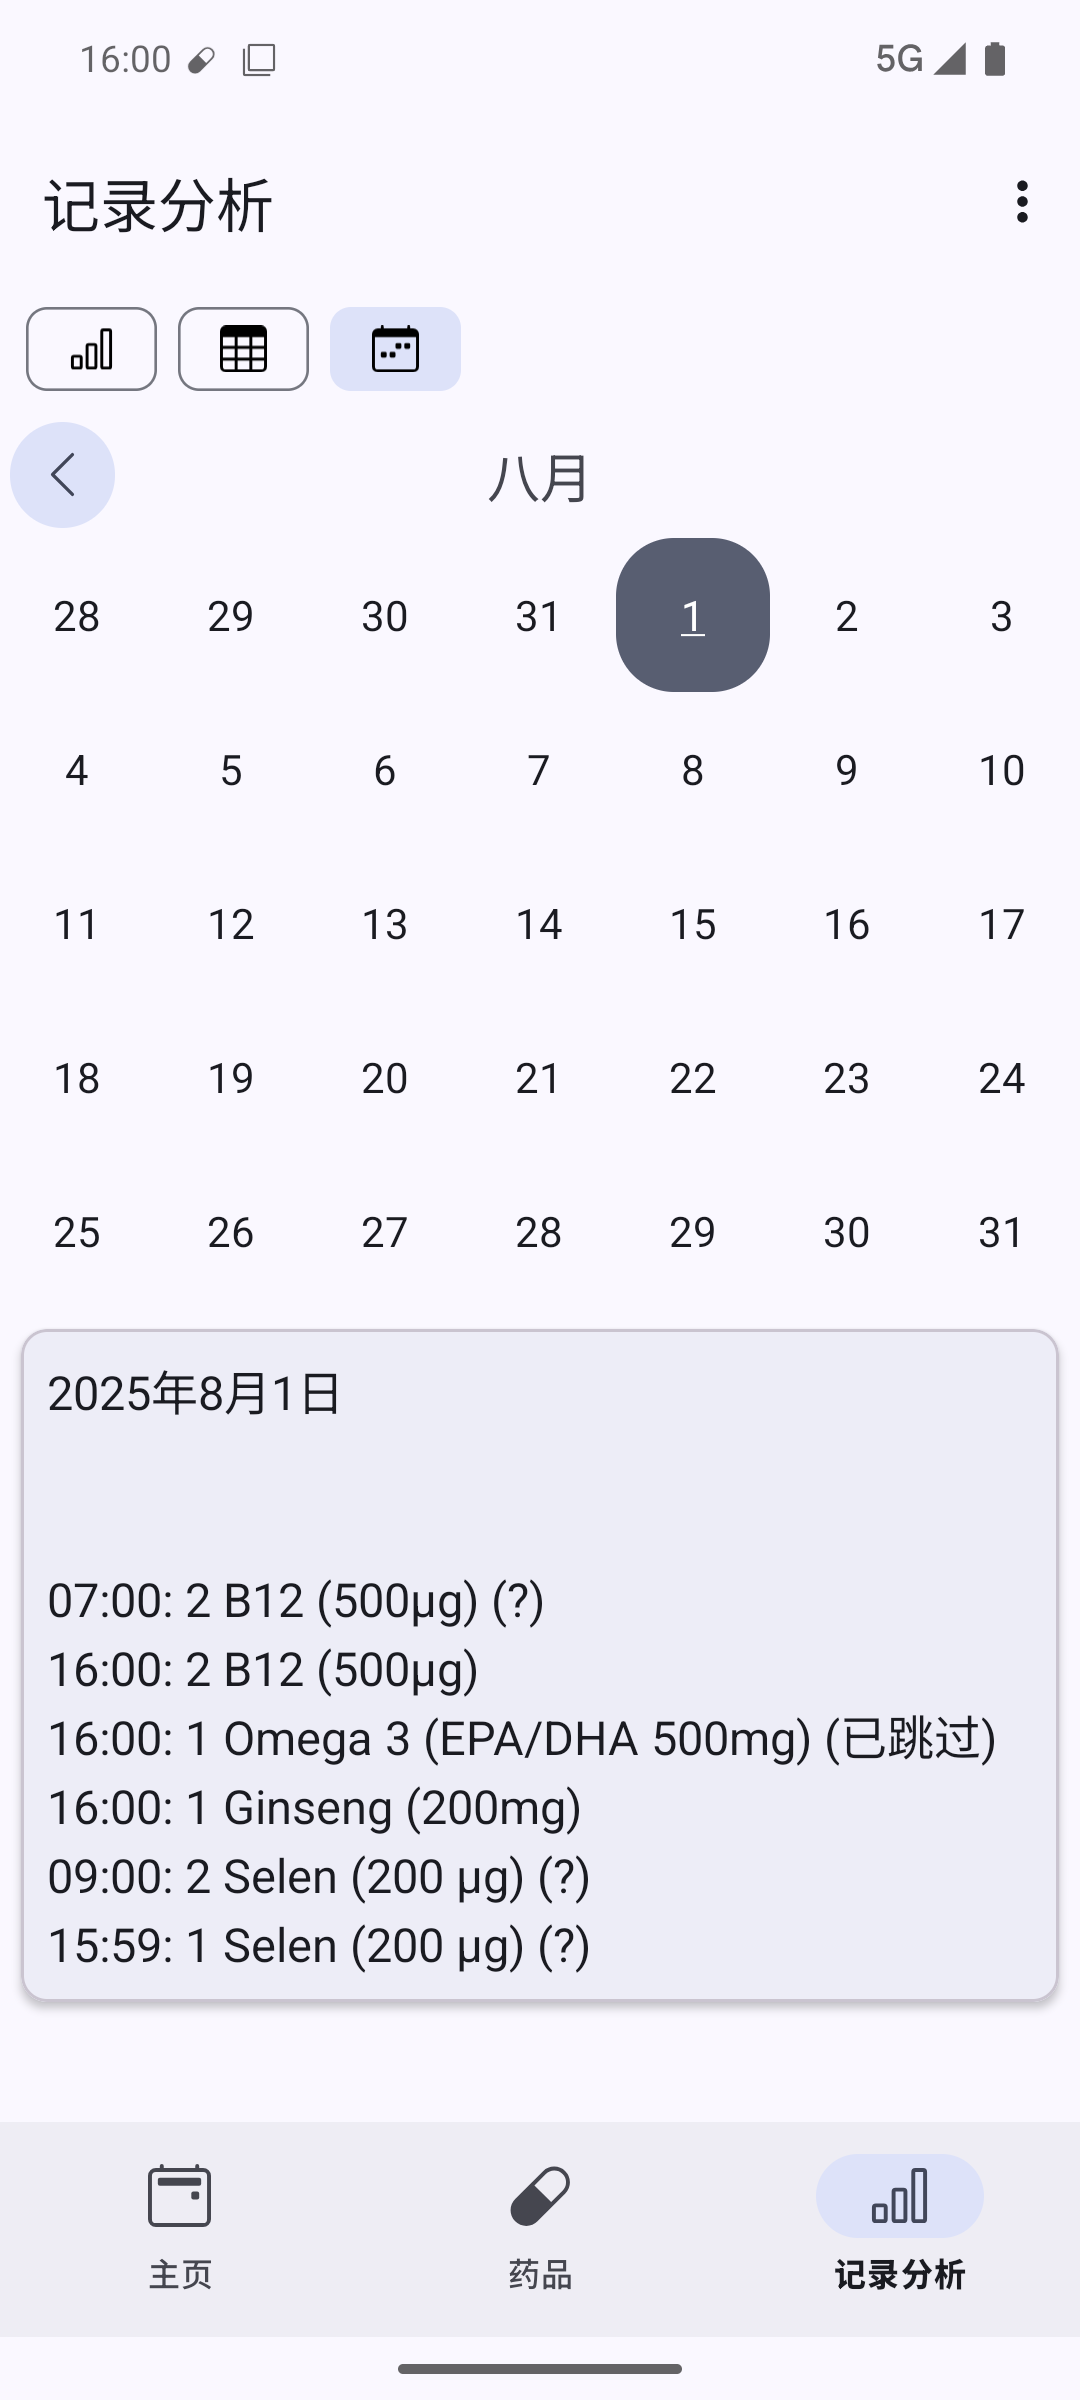 16:00 5G
记录分析
八月
28 29 30 31 1 2 3
4 5 6 7 8 9 10
11 12 13 14 15 16 17
18 19 20 21 22 23 24
25 26 27 28 29 30 31
2025年8月1日
07:00: 2 B12 (500µg) (?)
16:00: 2 B12 (500µg)
16:00: 1 Omega 3 (EPA/DHA 500mg) (已跳过)
16:00: 1 Ginseng (200mg)
09:00: 2 Selen (200 µg) (?)
15:59: 1 Selen (200 µg) (?)
主页 药品 记录分析